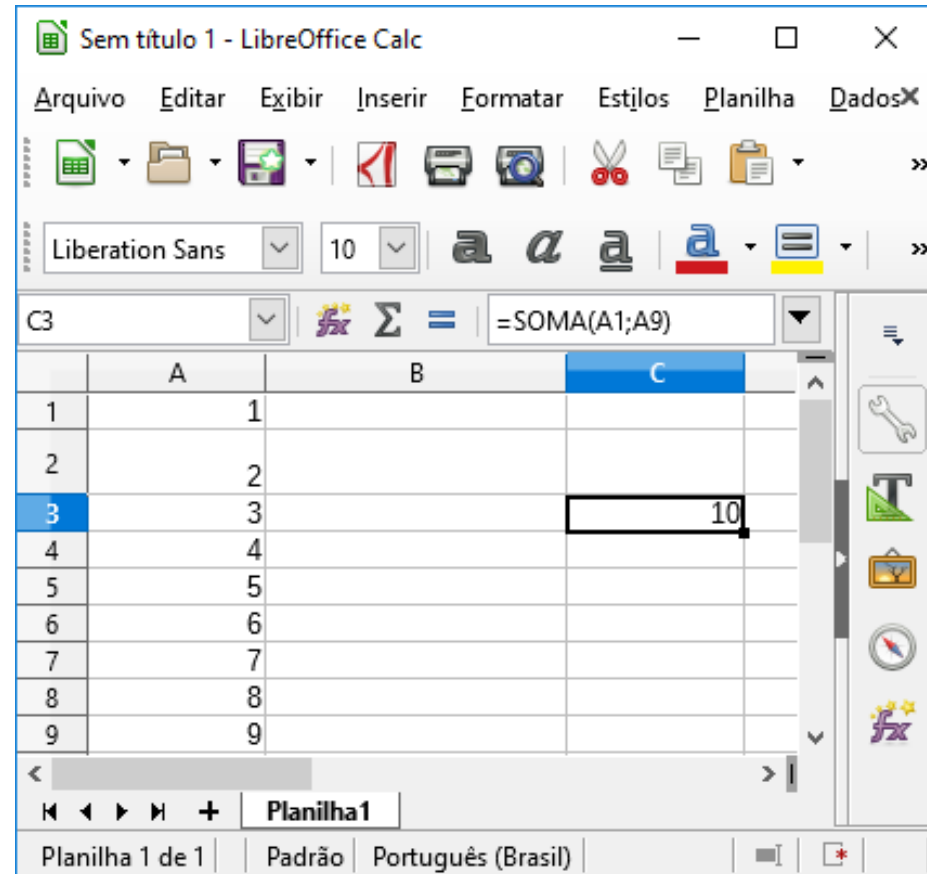 Sem título 1 - LibreOffice Calc
Arquivo Editar Exibir Inserir Formatar Estilos Planilha Dados
Liberation Sans 10 a a a a
C3 fx Σ = =SOMA(A1;A9)
A B C
1 1
2 2
3 3 10
4 4
5 5
6 6
7 7
8 8
9 9
Planilha1
Planilha 1 de 1 Padrão Português (Brasil)